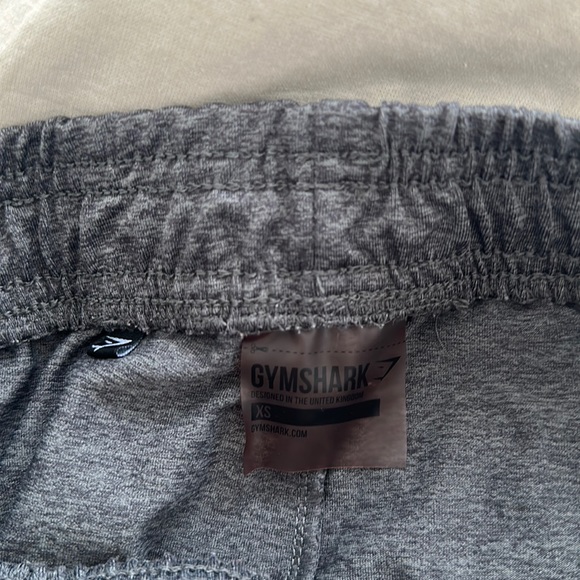 GYMSHARK
DESIGNED IN THE UNITED KINGDOM
XS
GYMSHARK.COM